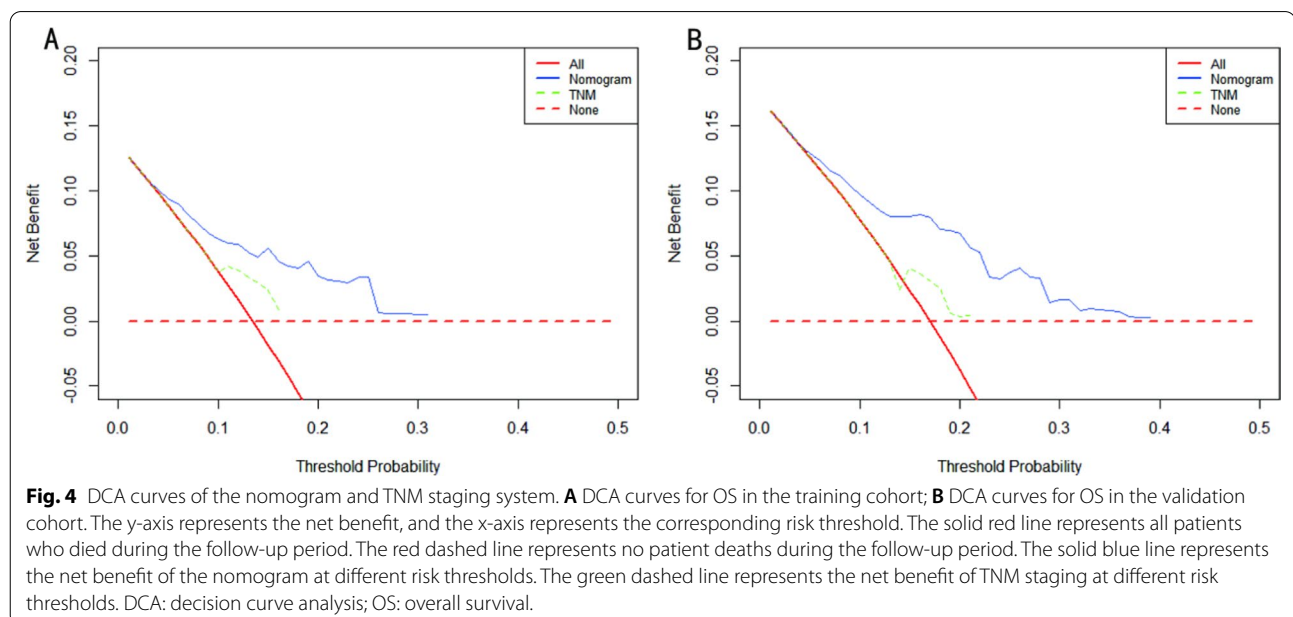 A
0.20
0.15
0.10
0.05
0.00
-0.05
Net Benefit
All
Nomogram
TNM
None
0.0 0.1 0.2 0.3 0.4 0.5
Threshold Probability
B
0.20
0.15
0.10
0.05
0.00
-0.05
Net Benefit
All
Nomogram
TNM
None
0.0 0.1 0.2 0.3 0.4 0.5
Threshold Probability
Fig. 4 DCA curves of the nomogram and TNM staging system. A DCA curves for OS in the training cohort; B DCA curves for OS in the validation
cohort. The y-axis represents the net benefit, and the x-axis represents the corresponding risk threshold. The solid red line represents all patients
who died during the follow-up period. The red dashed line represents no patient deaths during the follow-up period. The solid blue line represents
the net benefit of the nomogram at different risk thresholds. The green dashed line represents the net benefit of TNM staging at different risk
thresholds. DCA: decision curve analysis; OS: overall survival.